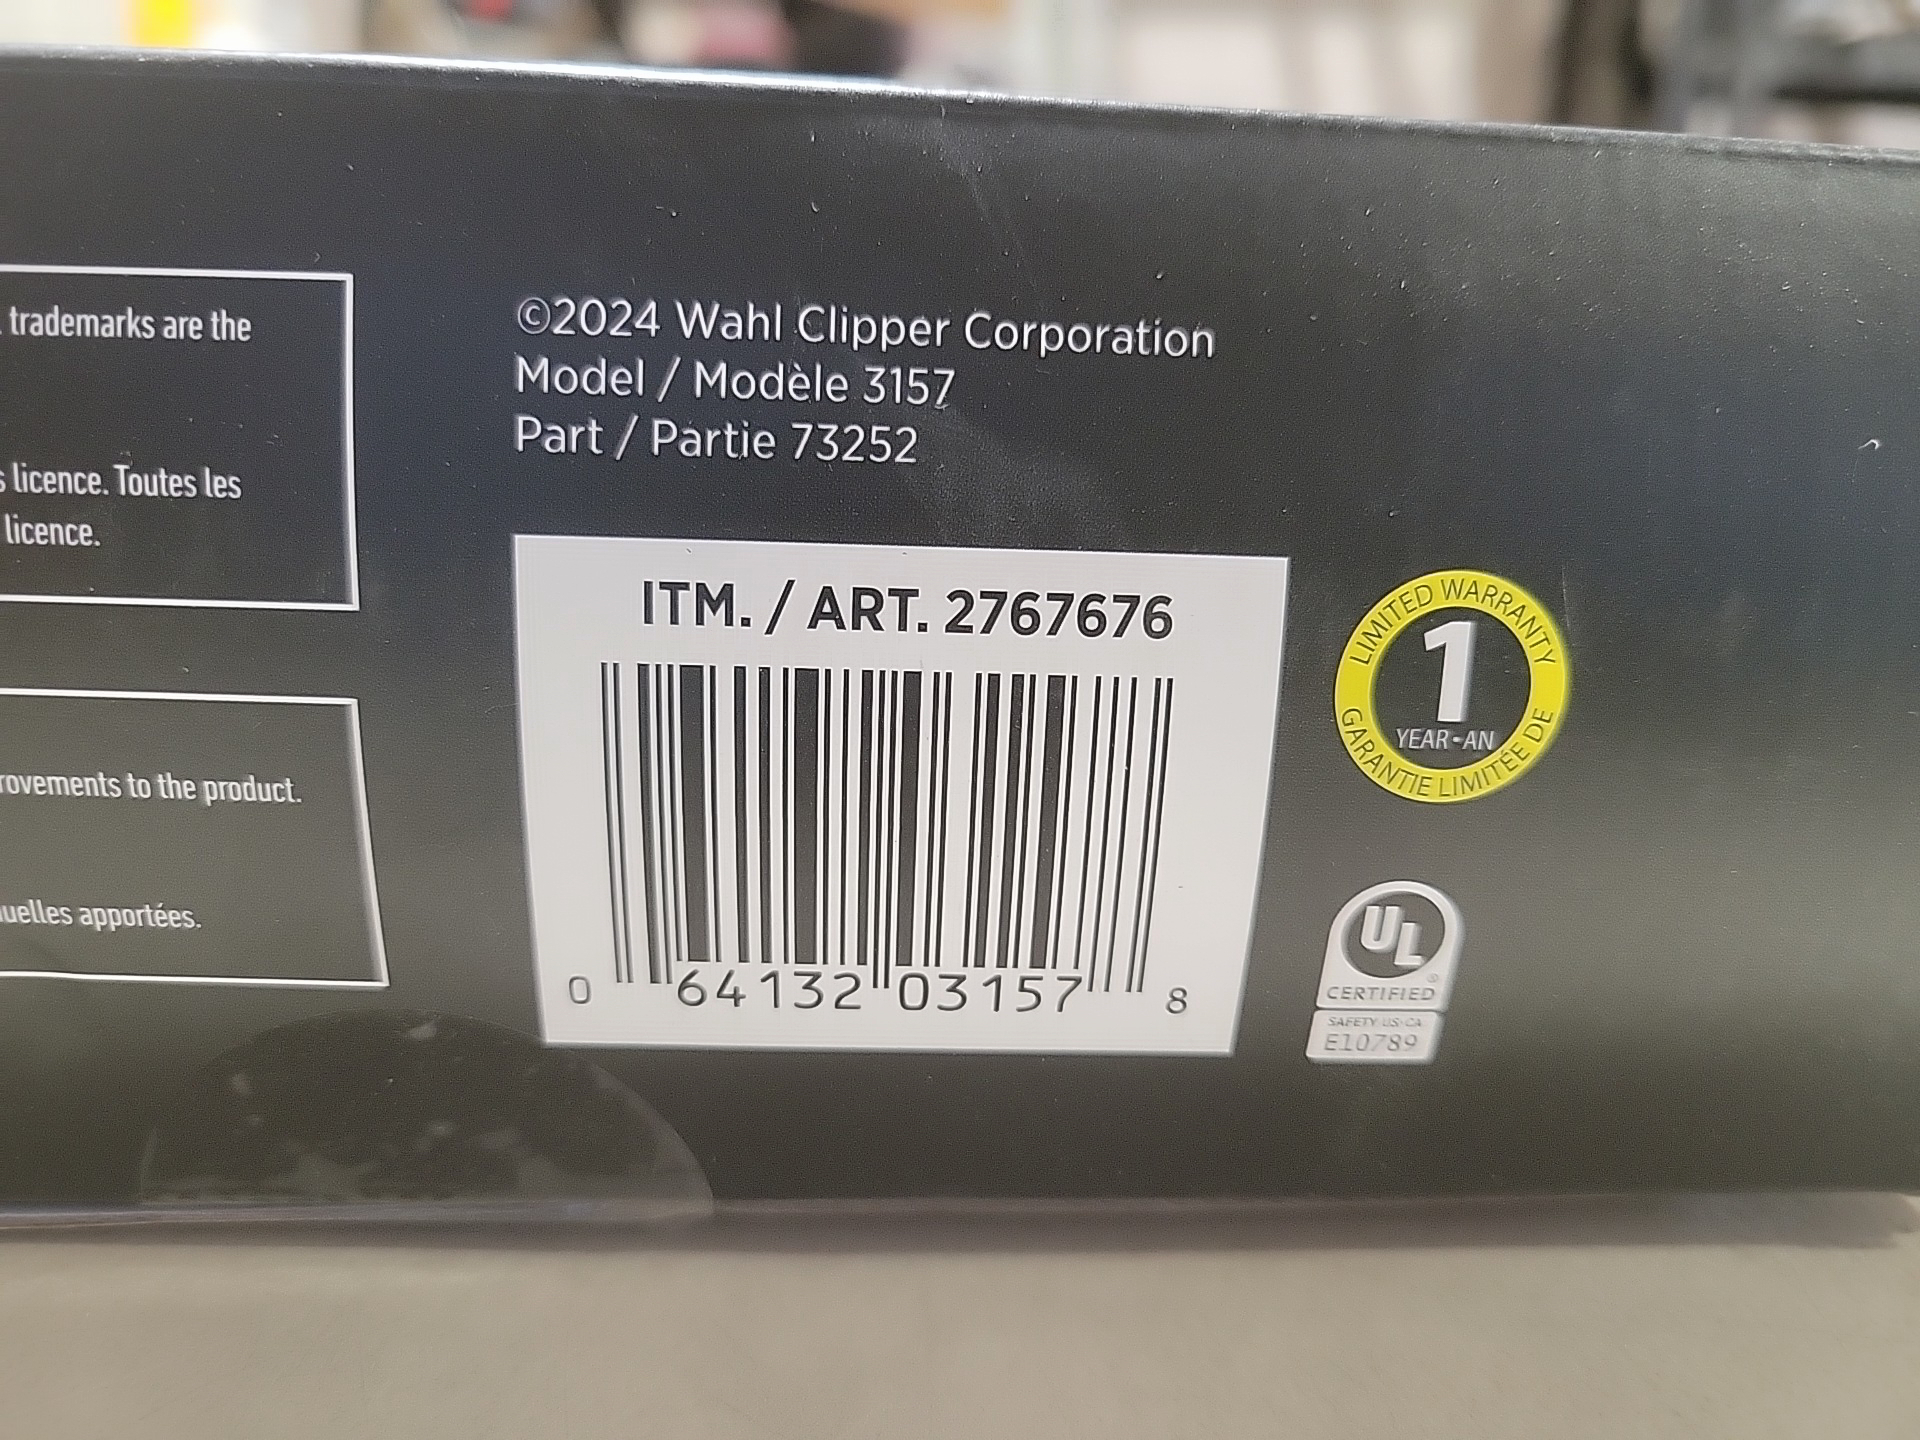 trademarks are the
licence. Toutes les
licence.
rovements to the product.
uelles apportées.
©2024 Wahl Clipper Corporation
Model / Modèle 3157
Part / Partie 73252
ITM. / ART. 2767676
0 64132 03157 8
LIMITED WARRANTY
1
YEAR-AN
GARANTIE LIMITÉE DE
UL
®
CERTIFIED
SAFETY US-CA
E10789